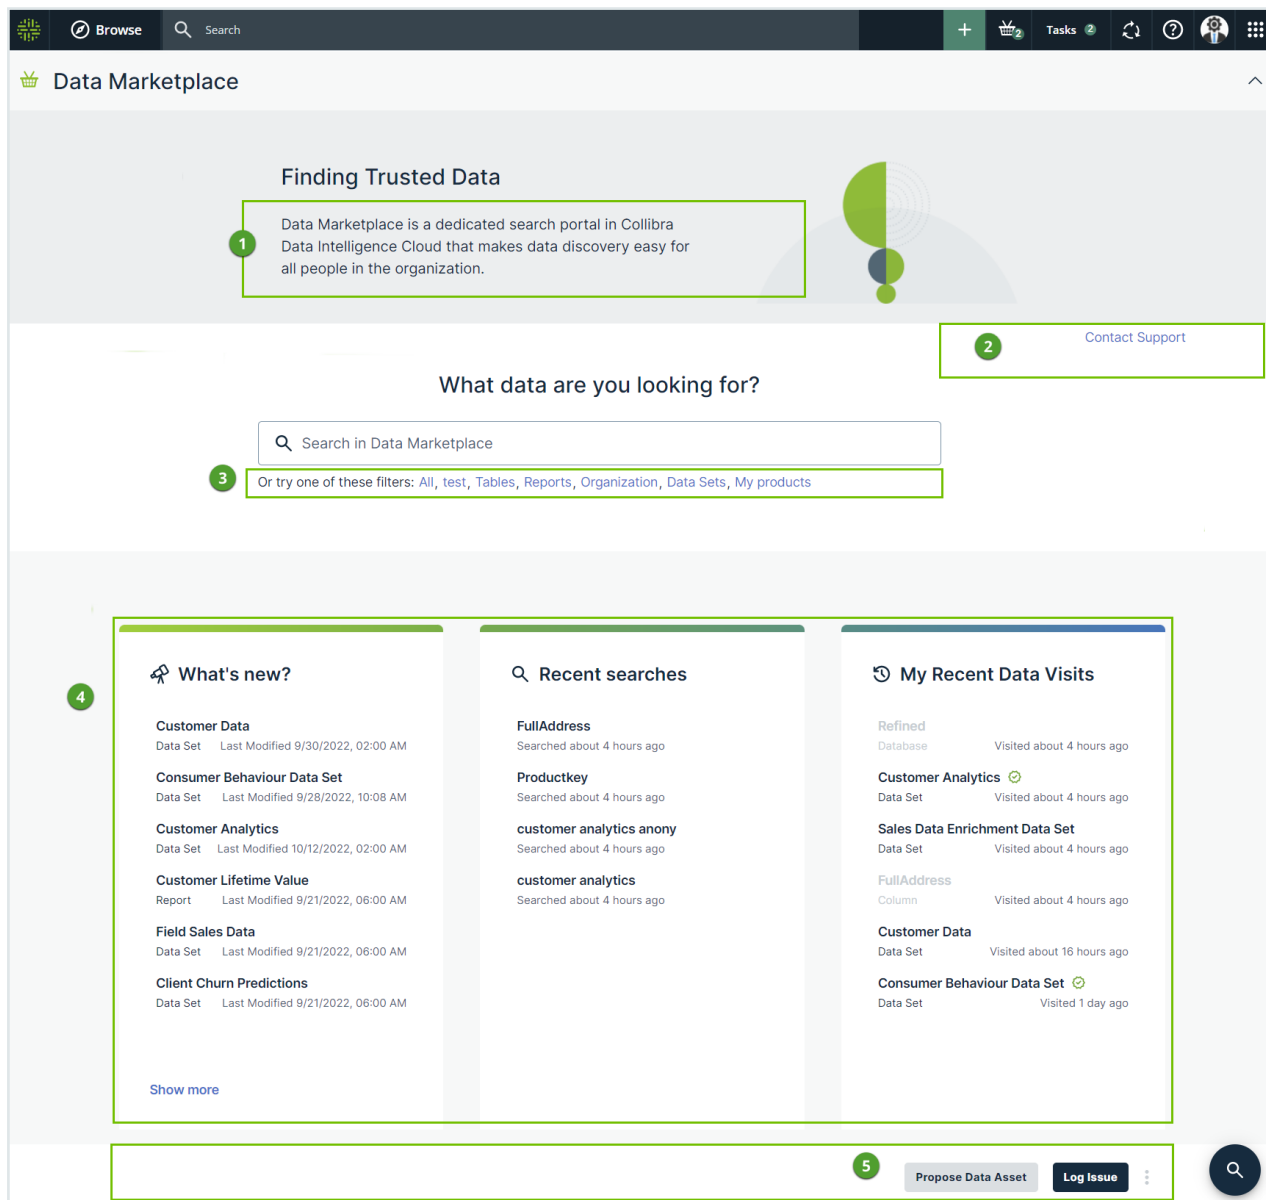 Browse
Search
+
2
Tasks 2
?
Data Marketplace
Finding Trusted Data
1
Data Marketplace is a dedicated search portal in Collibra
Data Intelligence Cloud that makes data discovery easy for
all people in the organization.
2
Contact Support
What data are you looking for?
Search in Data Marketplace
3
Or try one of these filters: All, test, Tables, Reports, Organization, Data Sets, My products
4
What's new?
Customer Data
Data Set Last Modified 9/30/2022, 02:00 AM
Consumer Behaviour Data Set
Data Set Last Modified 9/28/2022, 10:08 AM
Customer Analytics
Data Set Last Modified 10/12/2022, 02:00 AM
Customer Lifetime Value
Report Last Modified 9/21/2022, 06:00 AM
Field Sales Data
Data Set Last Modified 9/21/2022, 06:00 AM
Client Churn Predictions
Data Set Last Modified 9/21/2022, 06:00 AM
Show more
Recent searches
FullAddress
Searched about 4 hours ago
Productkey
Searched about 4 hours ago
customer analytics anony
Searched about 4 hours ago
customer analytics
Searched about 4 hours ago
My Recent Data Visits
Refined
Database Visited about 4 hours ago
Customer Analytics
Data Set Visited about 4 hours ago
Sales Data Enrichment Data Set
Data Set Visited about 4 hours ago
FullAddress
Column Visited about 4 hours ago
Customer Data
Data Set Visited about 16 hours ago
Consumer Behaviour Data Set
Data Set Visited 1 day ago
5
Propose Data Asset
Log Issue